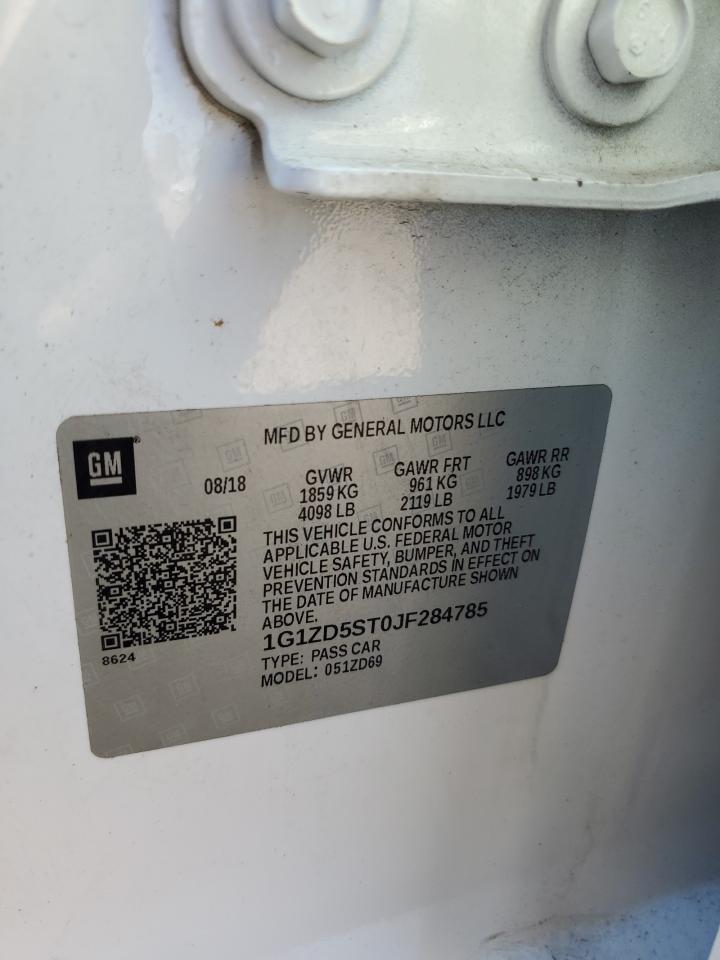 GM
MFD BY GENERAL MOTORS LLC
08/18
GVWR
1859 KG
4098 LB
GAWR FRT
961 KG
2119 LB
GAWR RR
898 KG
1979 LB
THIS VEHICLE CONFORMS TO ALL
APPLICABLE U.S. FEDERAL MOTOR
VEHICLE SAFETY, BUMPER, AND THEFT
PREVENTION STANDARDS IN EFFECT ON
THE DATE OF MANUFACTURE SHOWN
ABOVE.
1G1ZD5ST0JF284785
TYPE: PASS CAR
MODEL: 051ZD69
8624